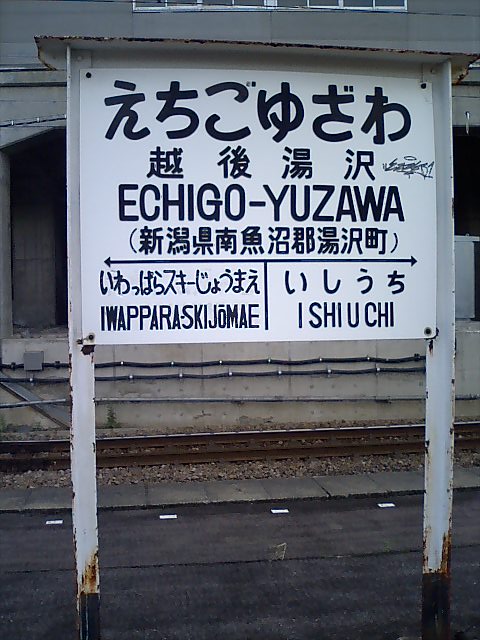 えちごゆざわ
越後湯沢
ECHIGO-YUZAWA
（新潟県南魚沼郡湯沢町）
いわっぱらスキーじょうまえ
いしうち
IWAPPARASKIJōMAE
ISHIUCHI